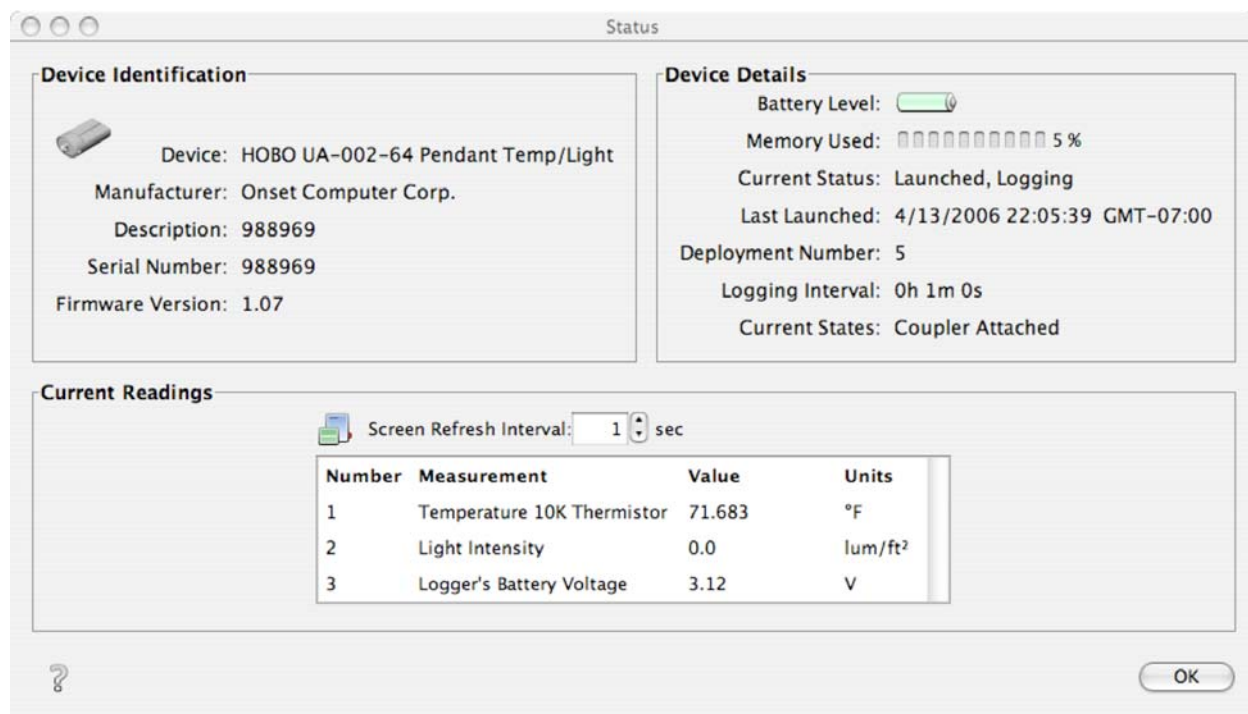 Status
Device Identification
Device: HOBO UA-002-64 Pendant Temp/Light
Manufacturer: Onset Computer Corp.
Description: 988969
Serial Number: 988969
Firmware Version: 1.07
Device Details
Battery Level:
Memory Used: 5 %
Current Status: Launched, Logging
Last Launched: 4/13/2006 22:05:39 GMT-07:00
Deployment Number: 5
Logging Interval: 0h 1m 0s
Current States: Coupler Attached
Current Readings
Screen Refresh Interval: 1 sec
Number Measurement Value Units
1 Temperature 10K Thermistor 71.683 °F
2 Light Intensity 0.0 lum/ft²
3 Logger's Battery Voltage 3.12 V
?
OK